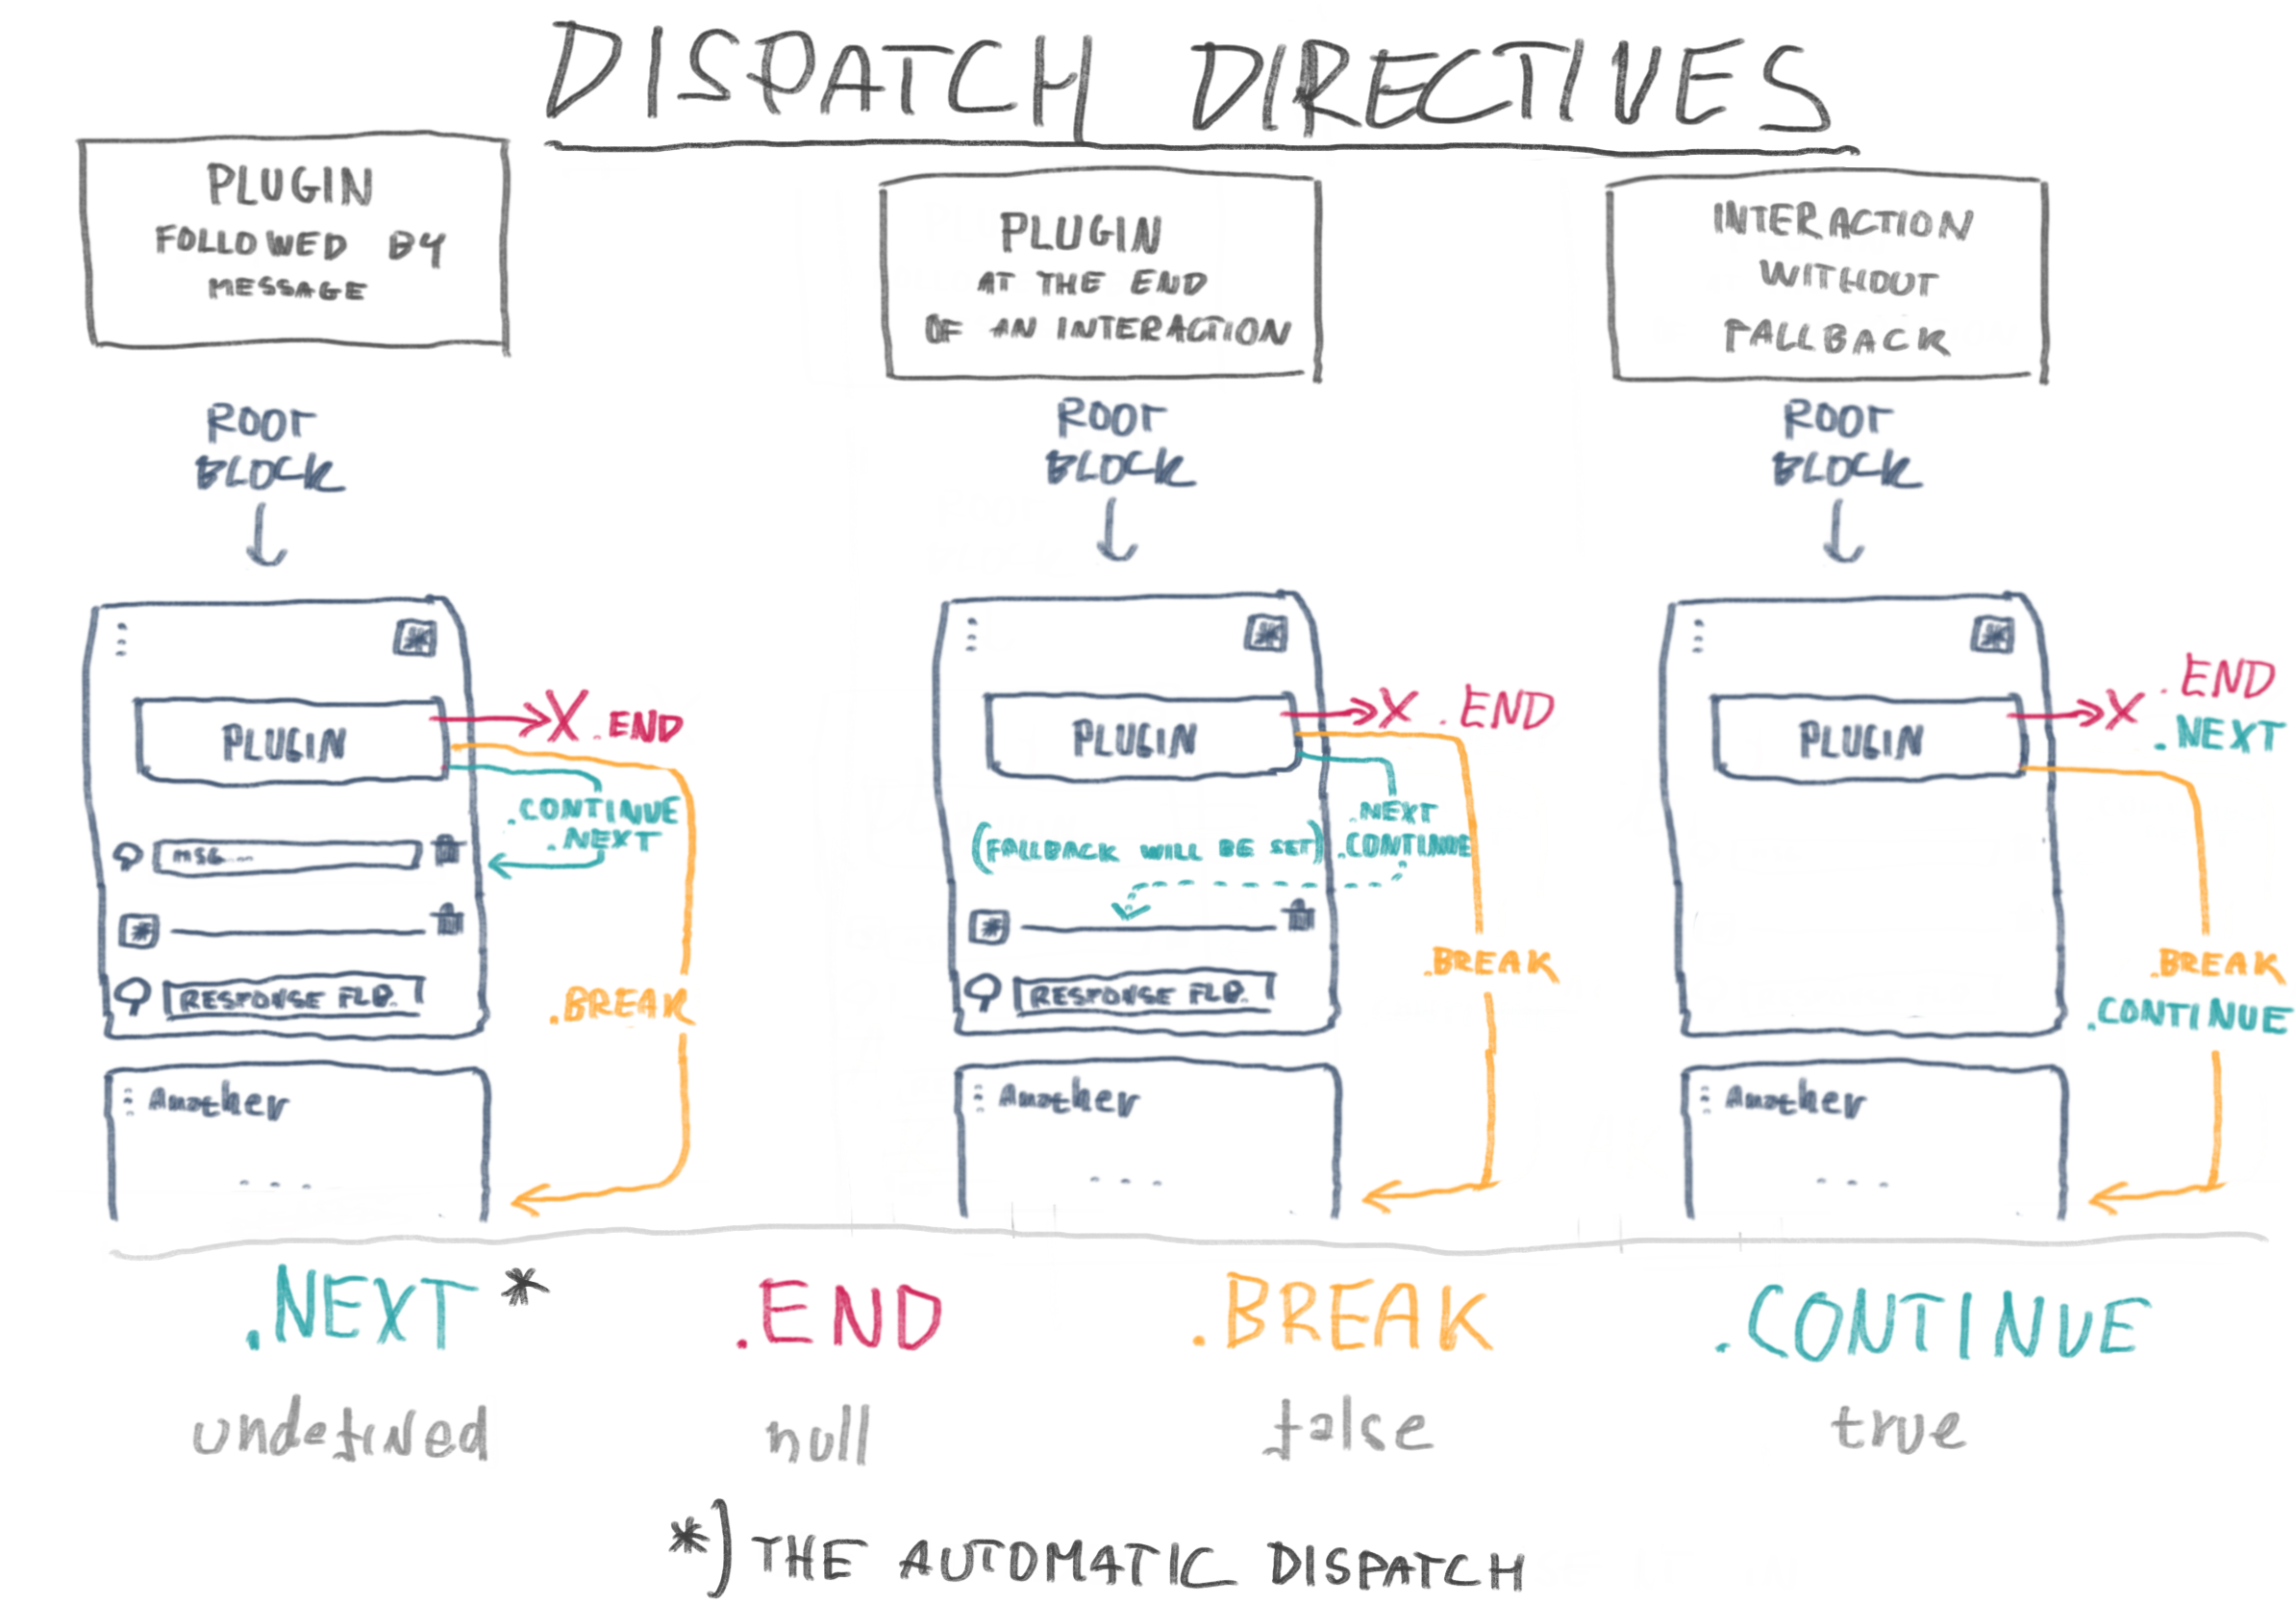 DISPATCH DIRECTIVES
PLUGIN
FOLLOWED BY
MESSAGE
ROOT
BLOCK
PLUGIN
X .END
.CONTINUE
.NEXT
MSG...
RESPONSE FLD.
.BREAK
Another
...
PLUGIN
AT THE END
OF AN INTERACTION
ROOT
BLOCK
PLUGIN
X .END
.NEXT
(FALLBACK WILL BE SET) .CONTINUE
.BREAK
RESPONSE FLD.
Another
...
INTERACTION
WITHOUT
FALLBACK
ROOT
BLOCK
PLUGIN
X .END
.NEXT
.BREAK
.CONTINUE
Another
...
.NEXT * .END .BREAK .CONTINUE
undefined null false true
*) THE AUTOMATIC DISPATCH